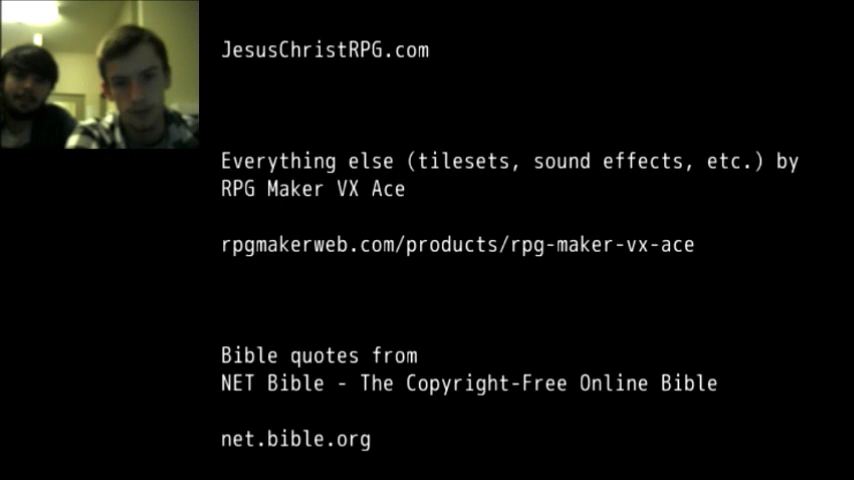 JesusChristRPG.com
Everything else (tilesets, sound effects, etc.) by
RPG Maker VX Ace
rpgmakerweb.com/products/rpg-maker-vx-ace
Bible quotes from
NET Bible - The Copyright-Free Online Bible
net.bible.org